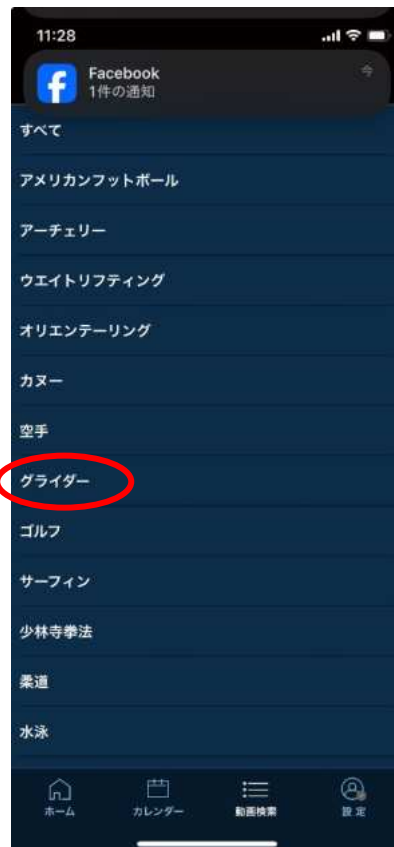 11:28
Facebook
今
1件の通知
すべて
アメリカンフットボール
アーチェリー
ウエイトリフティング
オリエンテーリング
カヌー
空手
グライダー
ゴルフ
サーフィン
少林寺拳法
柔道
水泳
ホーム
カレンダー
動画検索
設定